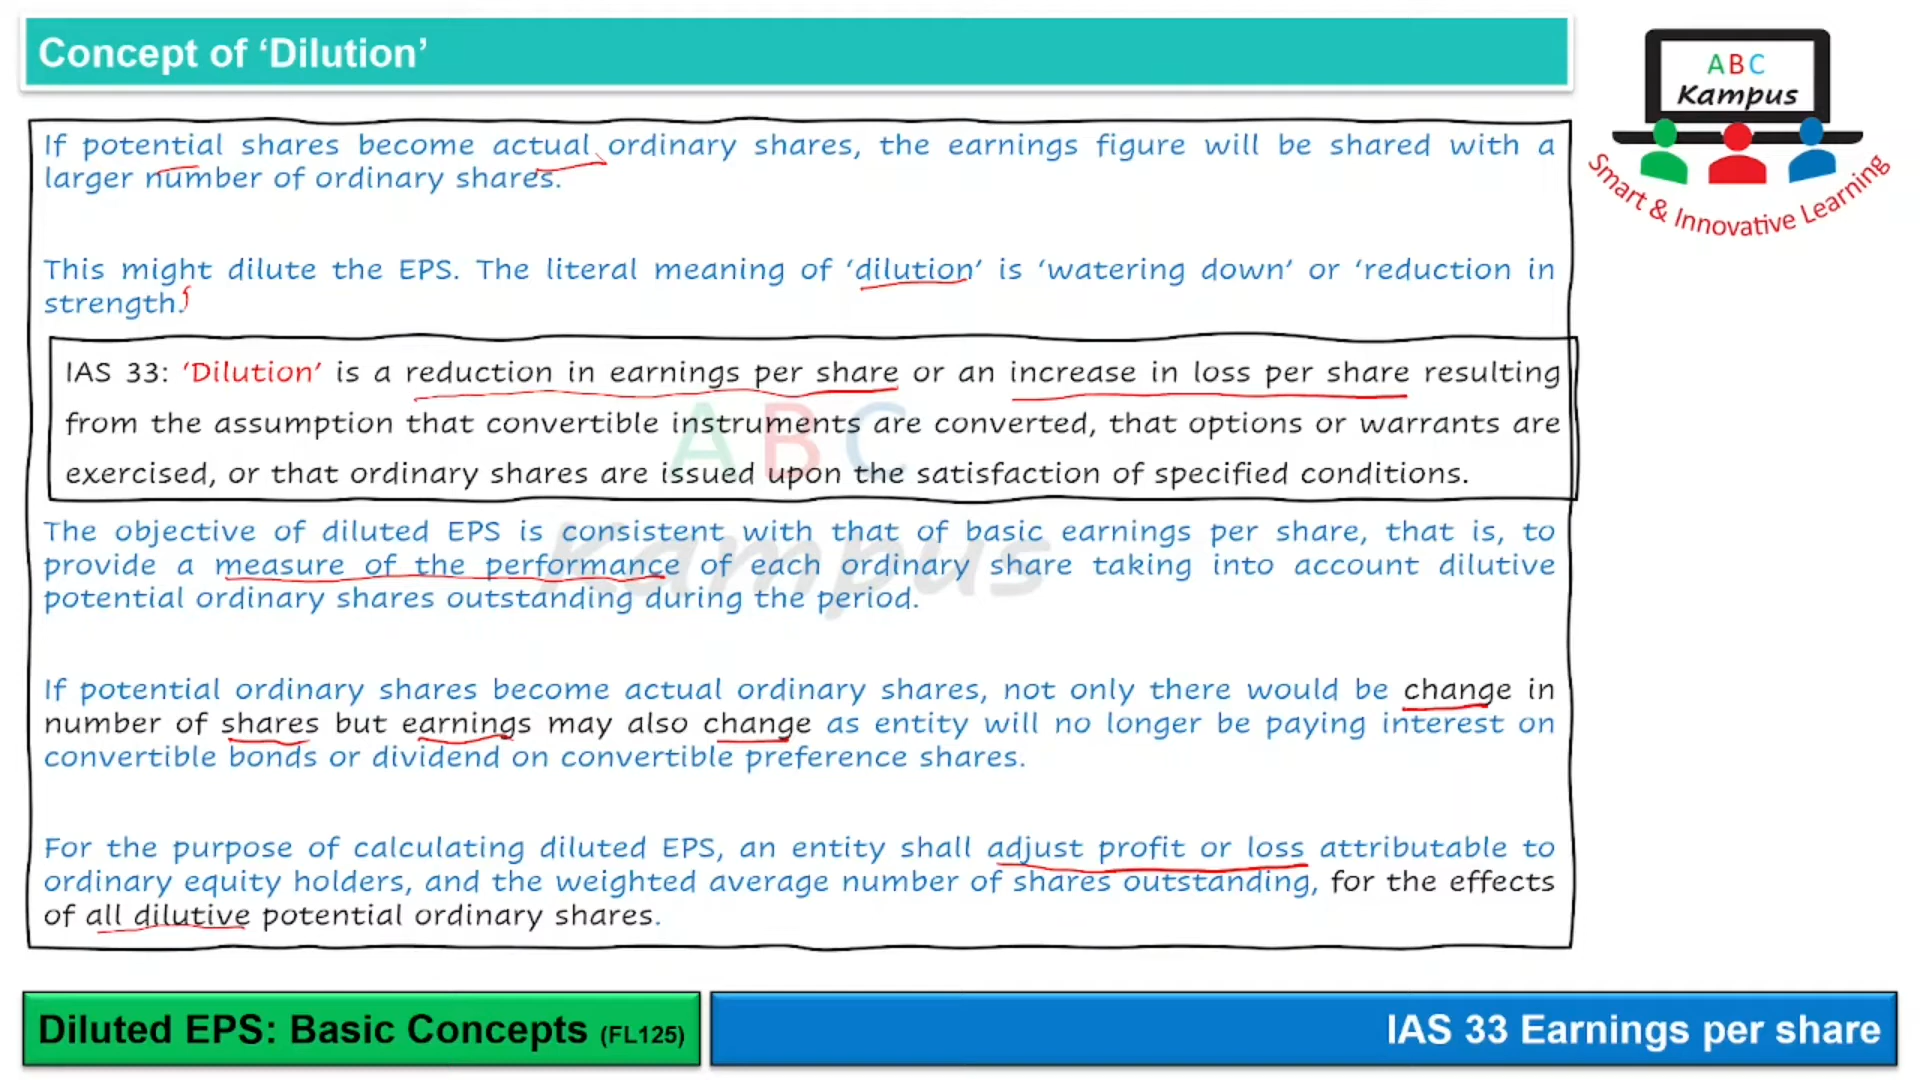 Concept of ‘Dilution’
ABC
Kampus
Smart & Innovative Learning
If potential shares become actual ordinary shares, the earnings figure will be shared with a
larger number of ordinary shares.
This might dilute the EPS. The literal meaning of ‘dilution’ is ‘watering down’ or ‘reduction in
strength.’
IAS 33: ‘Dilution’ is a reduction in earnings per share or an increase in loss per share resulting
from the assumption that convertible instruments are converted, that options or warrants are
exercised, or that ordinary shares are issued upon the satisfaction of specified conditions.
ABC
Kampus
The objective of diluted EPS is consistent with that of basic earnings per share, that is, to
provide a measure of the performance of each ordinary share taking into account dilutive
potential ordinary shares outstanding during the period.
If potential ordinary shares become actual ordinary shares, not only there would be change in
number of shares but earnings may also change as entity will no longer be paying interest on
convertible bonds or dividend on convertible preference shares.
For the purpose of calculating diluted EPS, an entity shall adjust profit or loss attributable to
ordinary equity holders, and the weighted average number of shares outstanding, for the effects
of all dilutive potential ordinary shares.
Diluted EPS: Basic Concepts (FL125)
IAS 33 Earnings per share